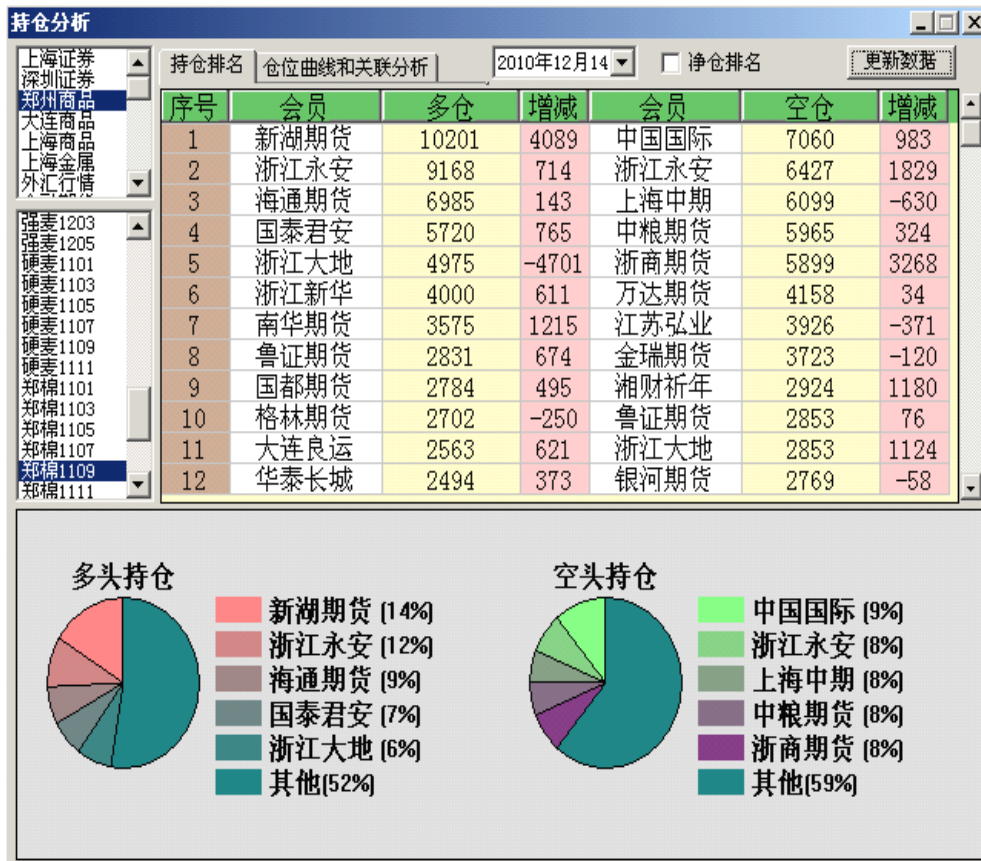 持仓分析
上海证券
深圳证券
郑州商品
大连商品
上海商品
上海金属
外汇行情
强麦1203
强麦1205
硬麦1101
硬麦1103
硬麦1105
硬麦1107
硬麦1109
硬麦1111
郑棉1101
郑棉1103
郑棉1105
郑棉1107
郑棉1109
郑棉1111
持仓排名 仓位曲线和关联分析 2010年12月14 净仓排名 更新数据
序号 会员 多仓 增减 会员 空仓 增减
1 新湖期货 10201 4089 中国国际 7060 983
2 浙江永安 9168 714 浙江永安 6427 1829
3 海通期货 6985 143 上海中期 6099 -630
4 国泰君安 5720 765 中粮期货 5965 324
5 浙江大地 4975 -4701 浙商期货 5899 3268
6 浙江新华 4000 611 万达期货 4158 34
7 南华期货 3575 1215 江苏弘业 3926 -371
8 鲁证期货 2831 674 金瑞期货 3723 -120
9 国都期货 2784 495 湘财祈年 2924 1180
10 格林期货 2702 -250 鲁证期货 2853 76
11 大连良运 2563 621 浙江大地 2853 1124
12 华泰长城 2494 373 银河期货 2769 -58
多头持仓
新湖期货 (14%)
浙江永安 (12%)
海通期货 (9%)
国泰君安 (7%)
浙江大地 (6%)
其他(52%)
空头持仓
中国国际 (9%)
浙江永安 (8%)
上海中期 (8%)
中粮期货 (8%)
浙商期货 (8%)
其他(59%)